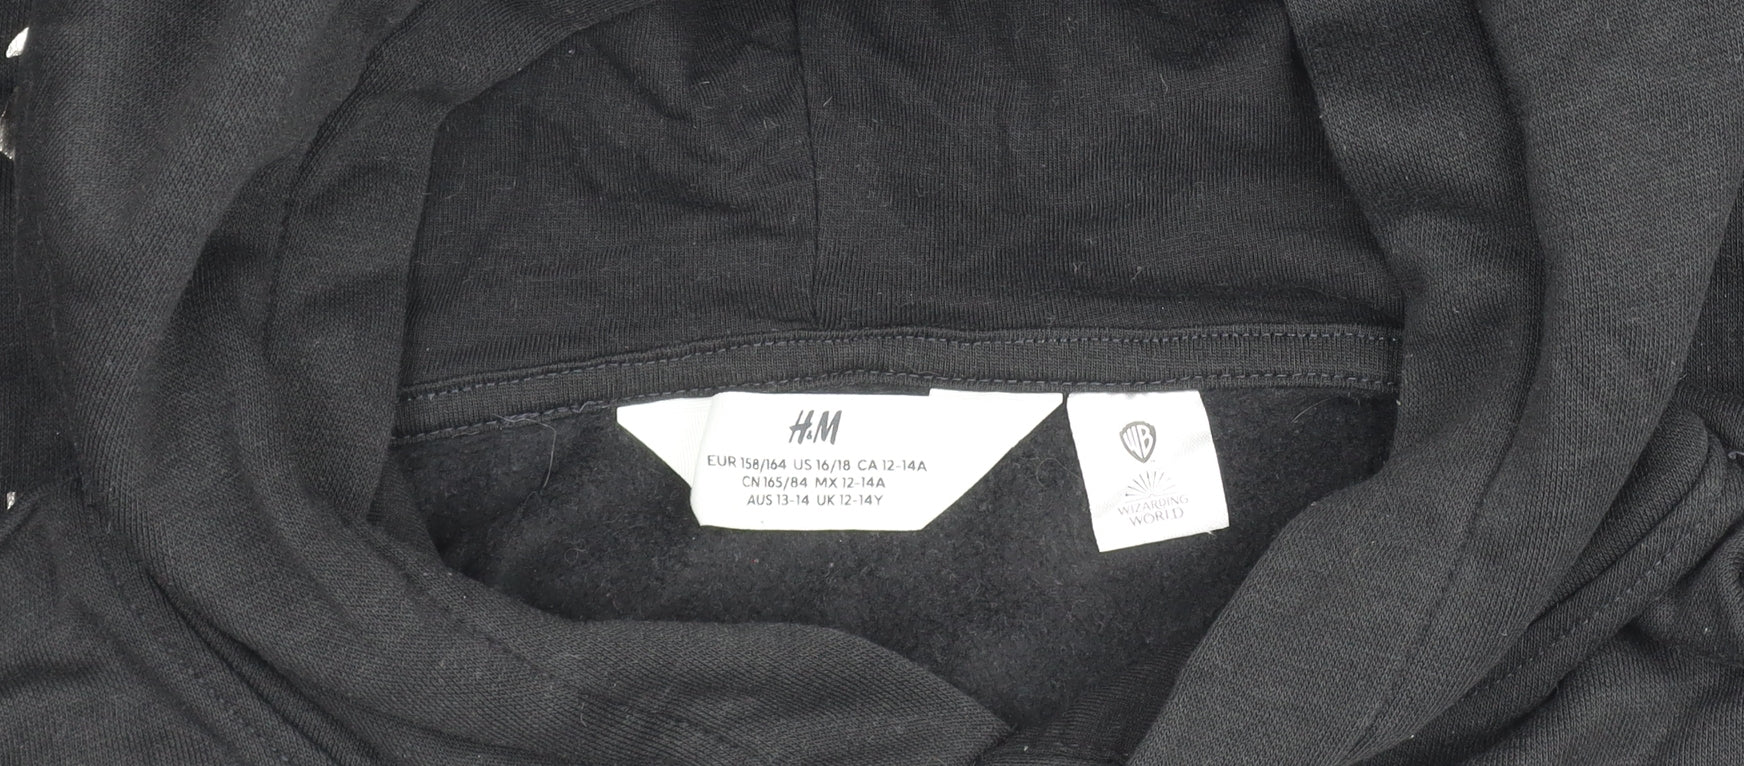 H&M
EUR 158/164 US 16/18 CA 12-14A
CN 165/84 MX 12-14A
AUS 13-14 UK 12-14Y
WB
WIZARDING
WORLD